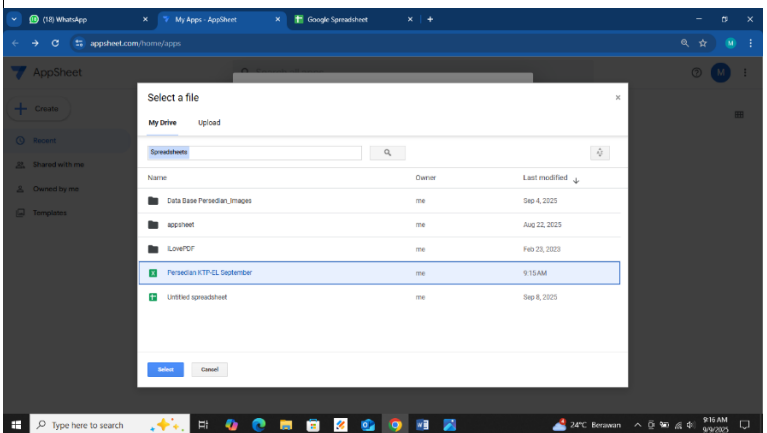 (18) WhatsApp
My Apps - AppSheet
Google Spreadsheet
appsheet.com/home/apps
M
AppSheet
M
Create
Recent
Shared with me
Owned by me
Templates
Select a file
My Drive Upload
Spreadsheets
Name Owner Last modified
Data Base Persedian_Images me Sep 4, 2025
appsheet me Aug 22, 2025
iLovePDF me Feb 23, 2023
Persedian KTP-EL September me 9:15 AM
Untitled spreadsheet me Sep 8, 2025
Select Cancel
Type here to search
24°C Berawan
9:16 AM
9/9/2025